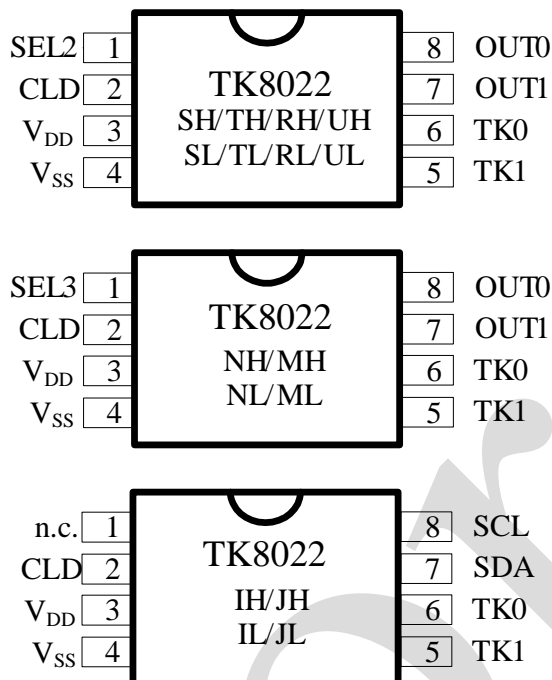 SEL2 1 TK8022 8 OUT0
CLD 2 SH/TH/RH/UH 7 OUT1
VDD 3 SL/TL/RL/UL 6 TK0
VSS 4 5 TK1
SEL3 1 TK8022 8 OUT0
CLD 2 NH/MH 7 OUT1
VDD 3 NL/ML 6 TK0
VSS 4 5 TK1
n.c. 1 TK8022 8 SCL
CLD 2 IH/JH 7 SDA
VDD 3 IL/JL 6 TK0
VSS 4 5 TK1